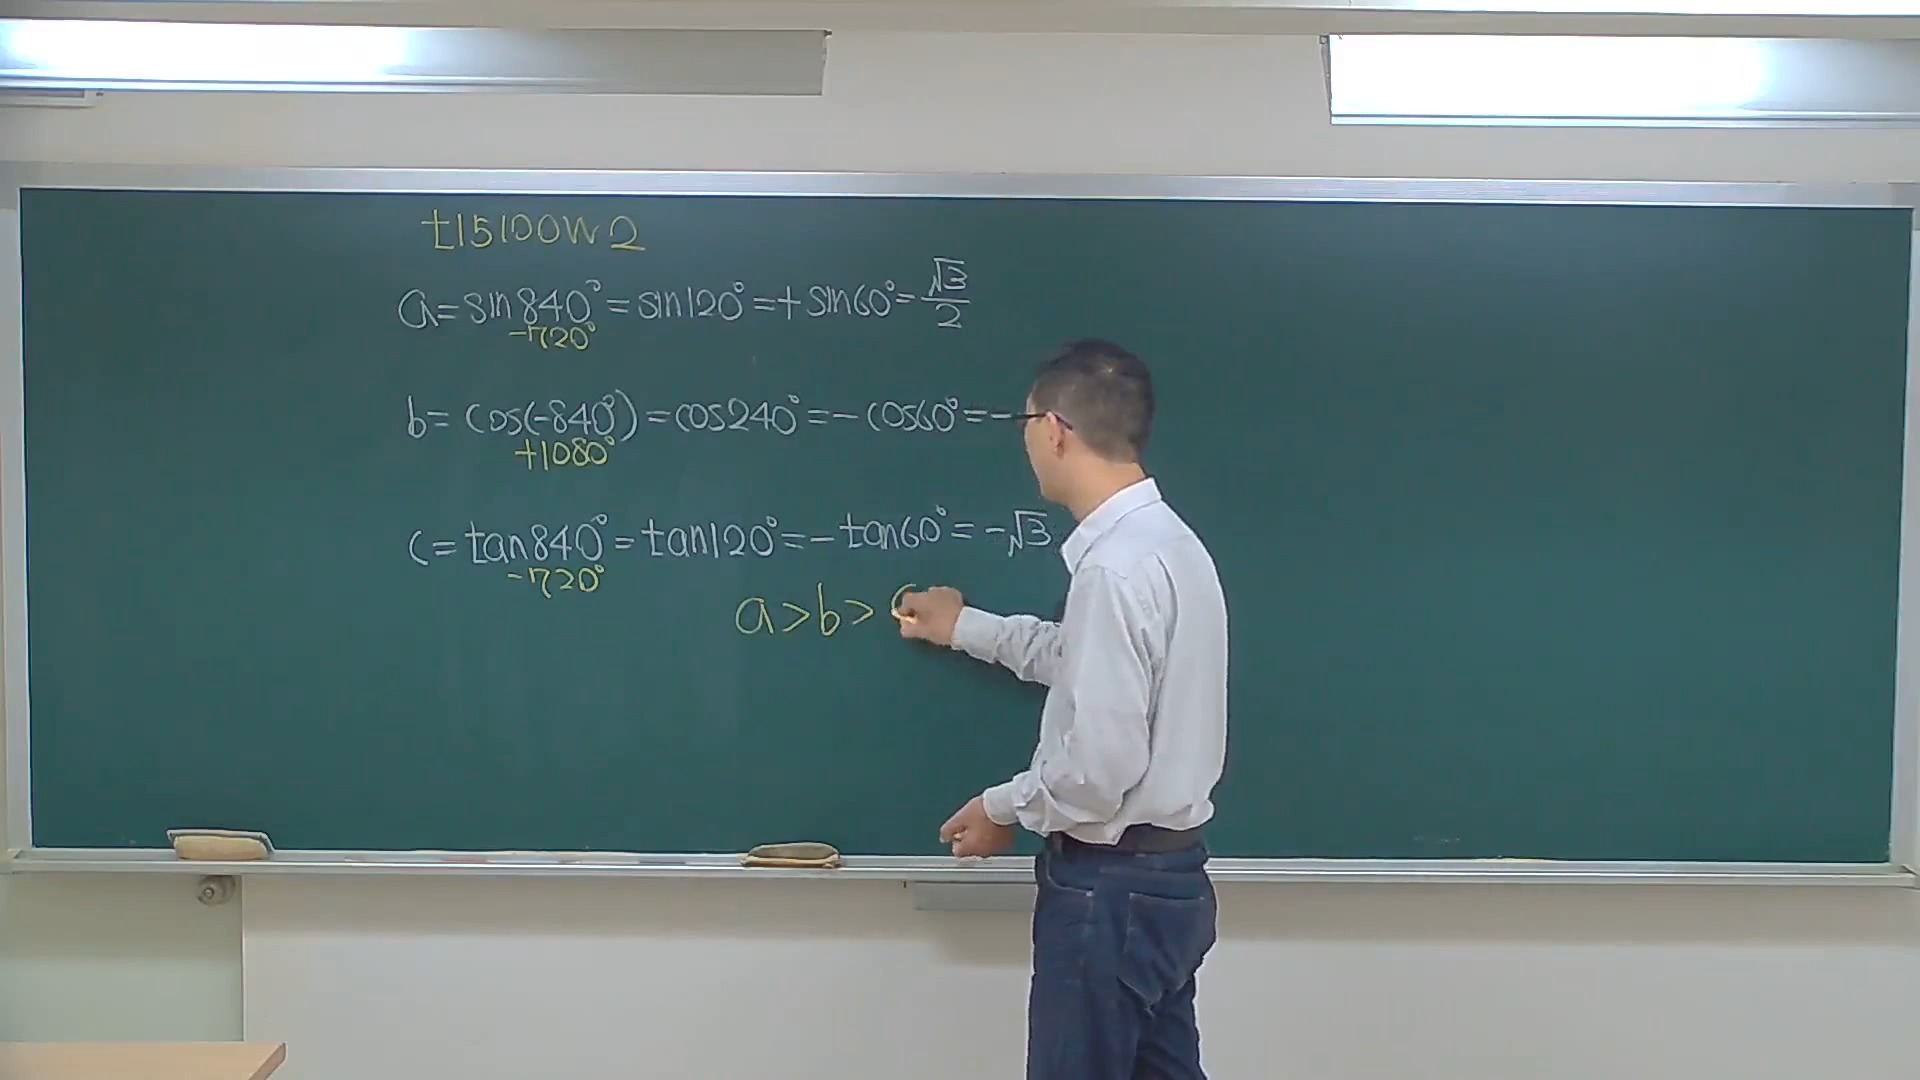 t15100W2
a=sin840°=sin120°=+sin60°=√3/2
-720°
b=cos(-840°)=cos240°=-cos60°=-
+1080°
c=tan840°=tan120°=-tan60°=-√3
-720°
a>b>